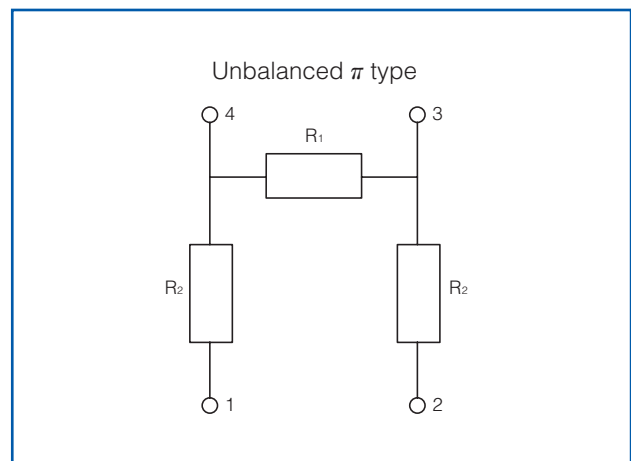 Unbalanced π type
4
3
R₁
R₂
R₂
1
2